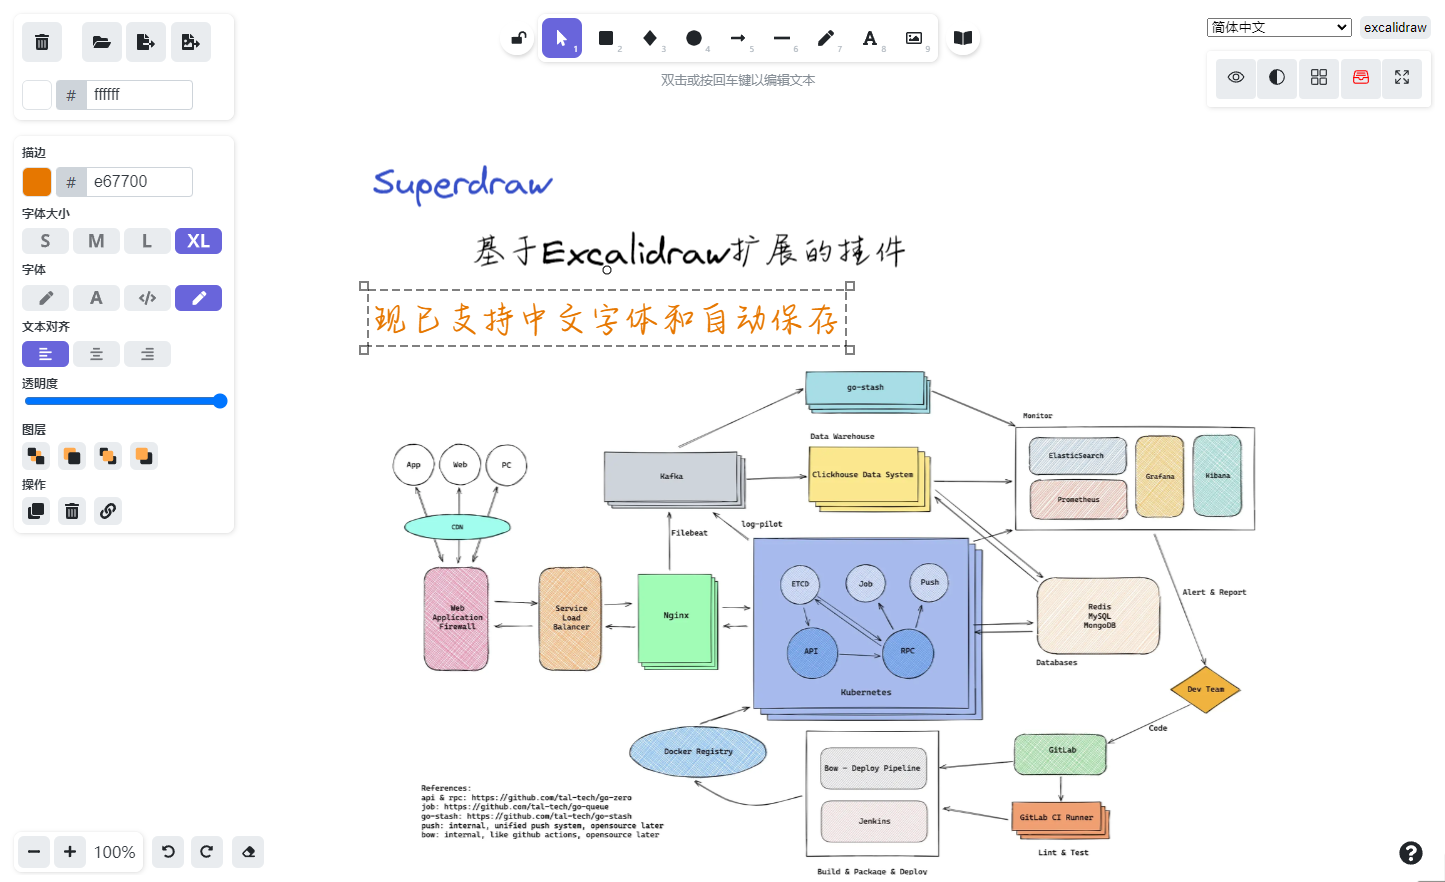 简体中文
excalidraw
1
2
3
4
5
6
7
A
8
9
双击或按回车键以编辑文本
# ffffff
描边
# e67700
字体大小
S M L XL
字体
A </>
文本对齐
透明度
图层
操作
100%
Superdraw
基于Excalidraw扩展的挂件
现已支持中文字体和自动保存
go-stash
Monitor
Data Warehouse
ElasticSearch
Prometheus
Grafana
Kibana
App
Web
PC
Kafka
Clickhouse Data System
CDN
Filebeat
log-pilot
Web
Application
Firewall
Service
Load
Balancer
Nginx
ETCD
Job
Push
API
RPC
Kubernetes
Redis
MySQL
MongoDB
Databases
Alert & Report
Dev Team
Code
Docker Registry
Bow - Deploy Pipeline
Jenkins
GitLab
GitLab CI Runner
Lint & Test
Build & Package & Deploy
References:
api & rpc: https://github.com/tal-tech/go-zero
job: https://github.com/tal-tech/go-queue
go-stash: https://github.com/tal-tech/go-stash
push: internal, unified push system, opensource later
bow: internal, like github actions, opensource later
?